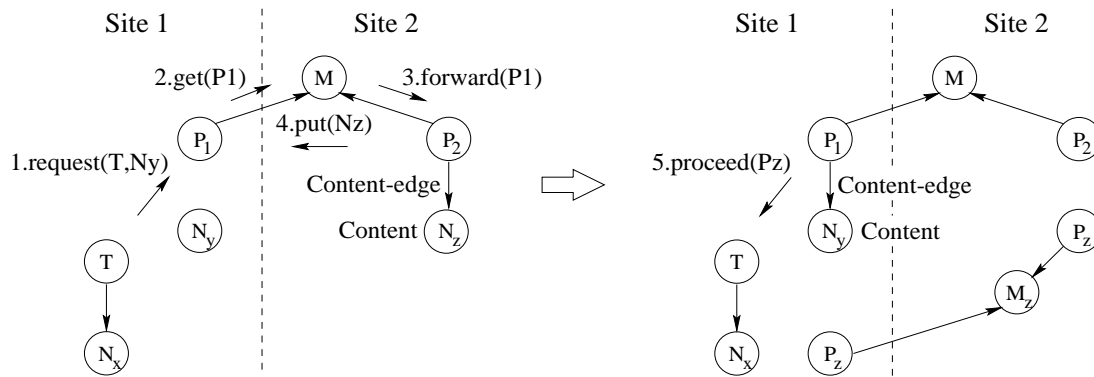 Site 1
Site 2
Site 1
Site 2
2.get(P1)
M
3.forward(P1)
M
4.put(Nz)
P1
P2
P1
P2
1.request(T,Ny)
5.proceed(Pz)
Content-edge
Content-edge
Ny
Content
Nz
Ny
Content
Pz
T
T
Mz
Nx
Nx
Pz